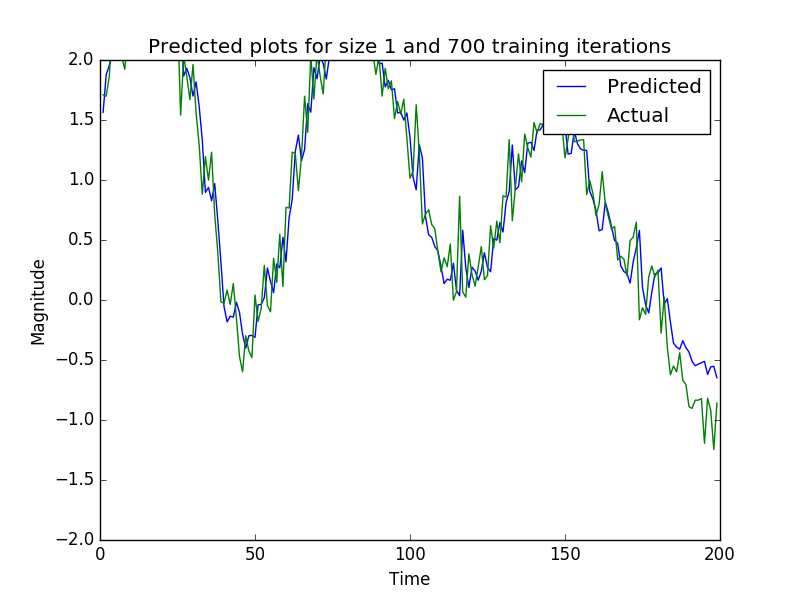 Predicted plots for size 1 and 700 training iterations
Predicted
Actual
2.0
1.5
1.0
0.5
0.0
−0.5
−1.0
−1.5
−2.0
Magnitude
0 50 100 150 200
Time